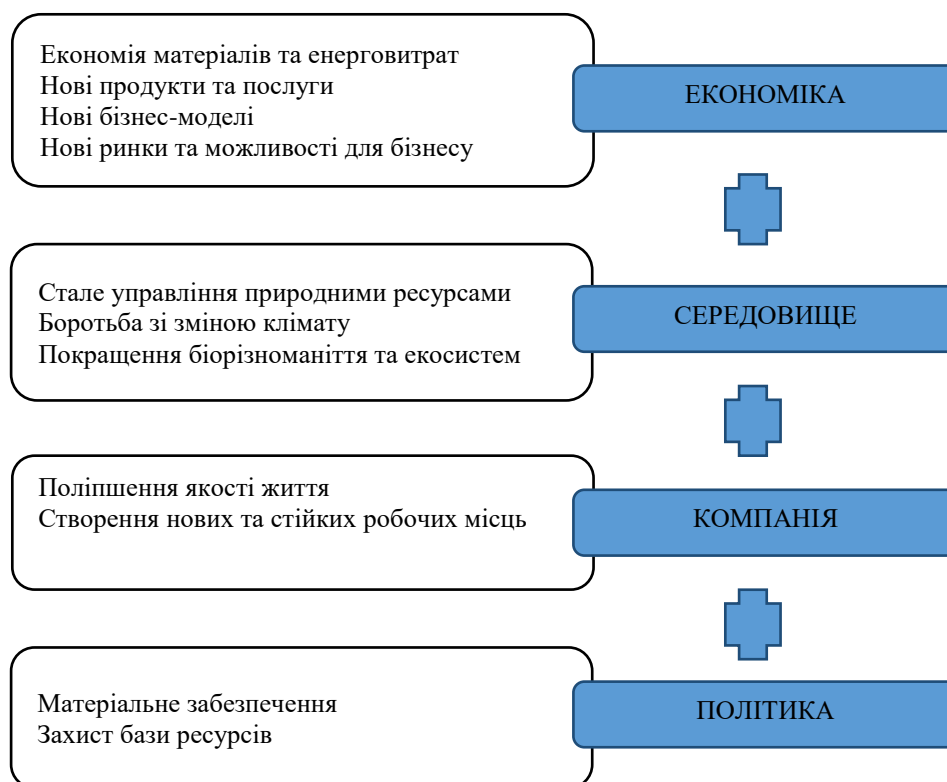 Економія матеріалів та енерговитрат
Нові продукти та послуги
Нові бізнес-моделі
Нові ринки та можливості для бізнесу
ЕКОНОМІКА
Стале управління природними ресурсами
Боротьба зі зміною клімату
Покращення біорізноманіття та екосистем
СЕРЕДОВИЩЕ
Поліпшення якості життя
Створення нових та стійких робочих місць
КОМПАНІЯ
Матеріальне забезпечення
Захист бази ресурсів
ПОЛІТИКА